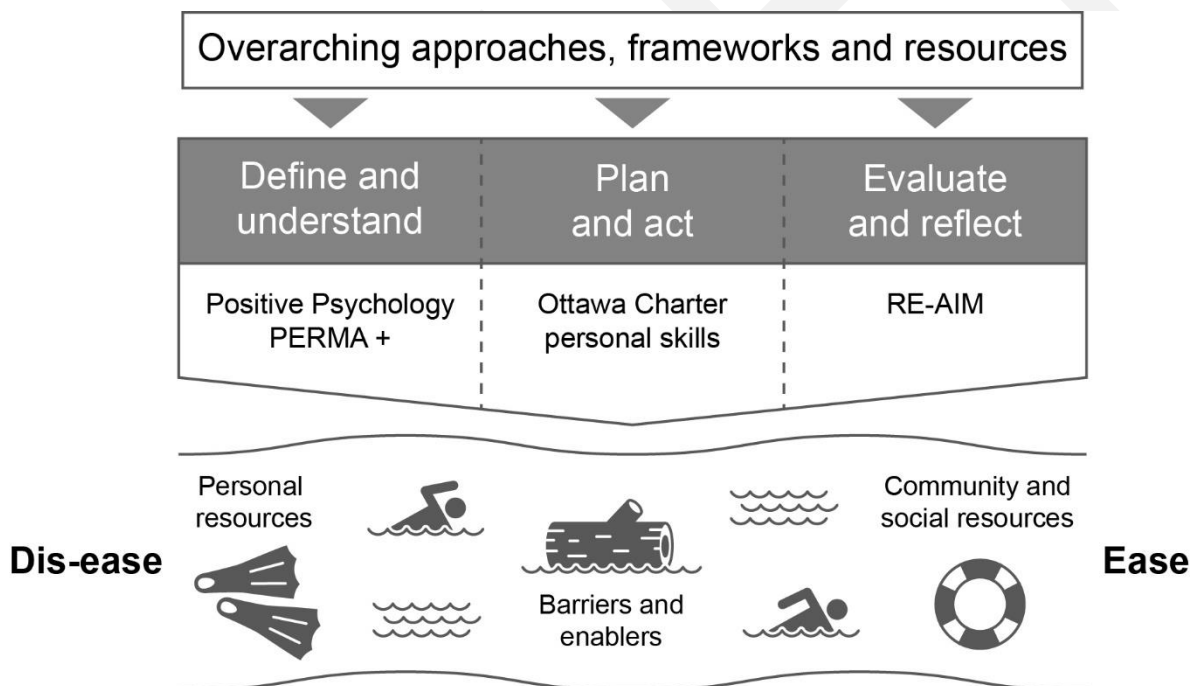 Overarching approaches, frameworks and resources
Define and
understand
Plan
and act
Evaluate
and reflect
Positive Psychology
PERMA +
Ottawa Charter
personal skills
RE-AIM
Personal
resources
Community and
social resources
Dis-ease
Ease
Barriers and
enablers